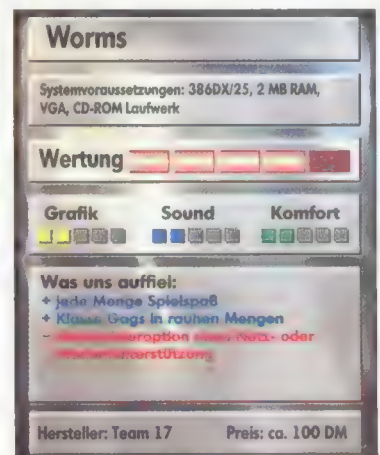 Worms
Systemvoraussetzungen: 386DX/25, 2 MB RAM,
VGA, CD-ROM Laufwerk
Wertung
Grafik Sound Komfort
Was uns auffiel:
+ Jede Menge Spielspaß
+ Klasse Gags in rauhen Mengen
- oder
Hersteller: Team 17 Preis: ca. 100 DM